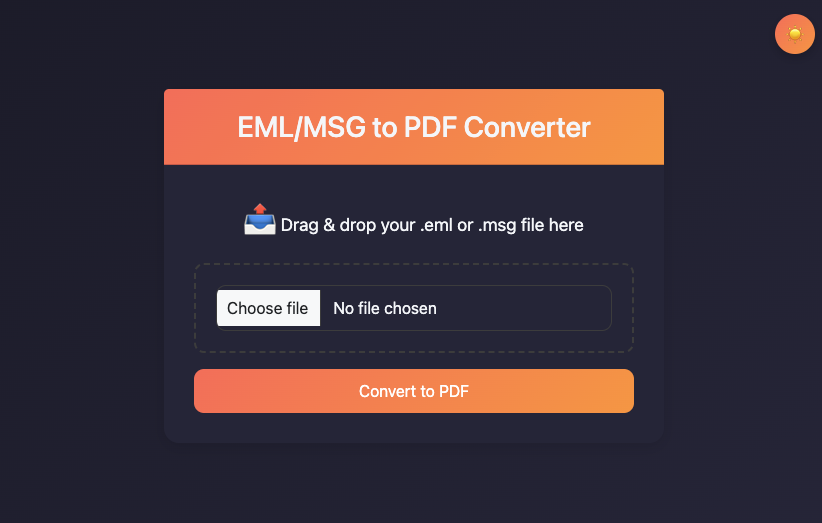 EML/MSG to PDF Converter
Drag & drop your .eml or .msg file here
Choose file No file chosen
Convert to PDF